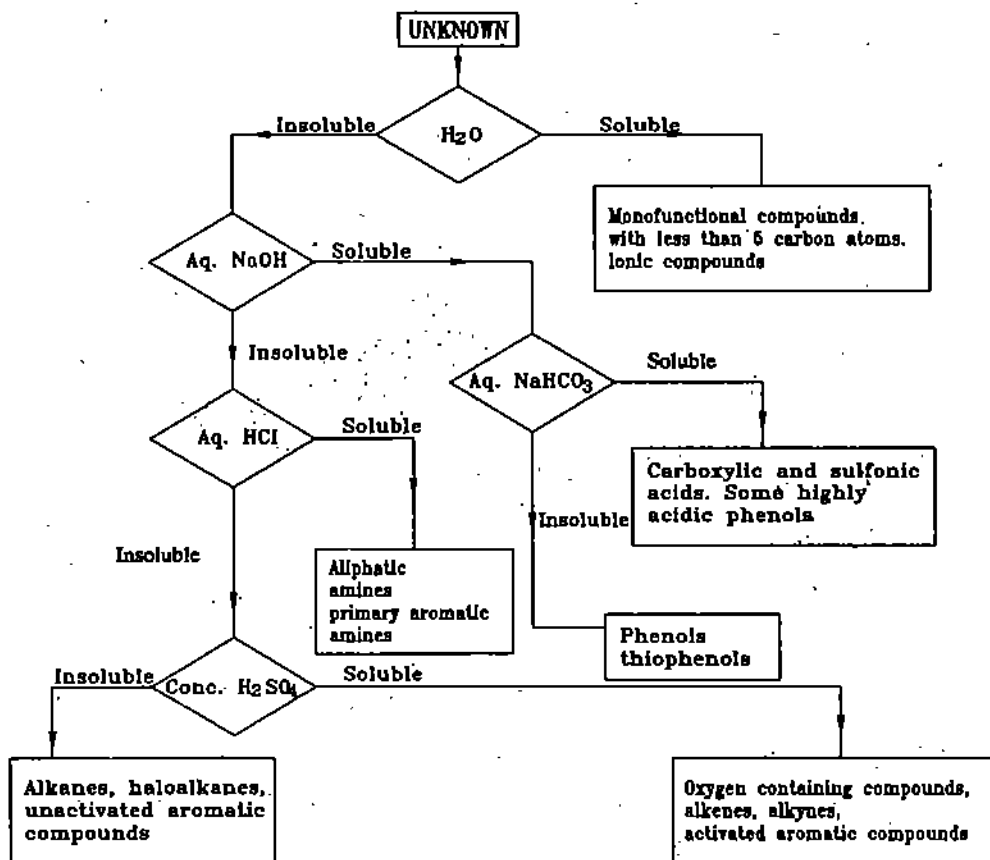 UNKNOWN
Insoluble
H2O
Soluble
Monofunctional compounds.
with less than 5 carbon atoms.
Ionic compounds
Aq. NaOH
Soluble
Insoluble
Aq. NaHCO3
Soluble
Aq. HCI
Soluble
Carboxylic and sulfonic
acids. Some highly
acidic phenols
Insoluble
Insoluble
Aliphatic
amines
primary aromatic
amines
Phenols
thiophenols
Insoluble
Conc. H2SO4
Soluble
Alkanes, haloalkanes,
unactivated aromatic
compounds
Oxygen containing compounds,
alkenes, alkynes,
activated aromatic compounds